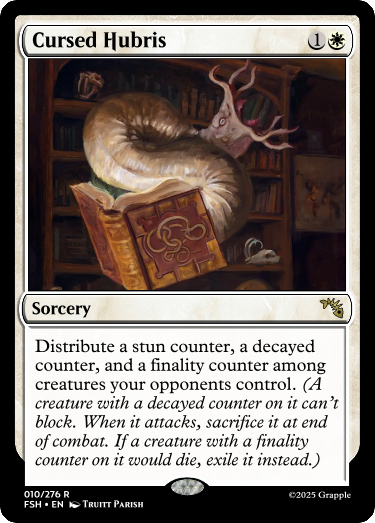 Cursed Hubris
1
Sorcery
Distribute a stun counter, a decayed
counter, and a finality counter among
creatures your opponents control. (A
creature with a decayed counter on it can't
block. When it attacks, sacrifice it at end
of combat. If a creature with a finality
counter on it would die, exile it instead.)
010/276 R
FSH • EN Truitt Parish
©2025 Grapple